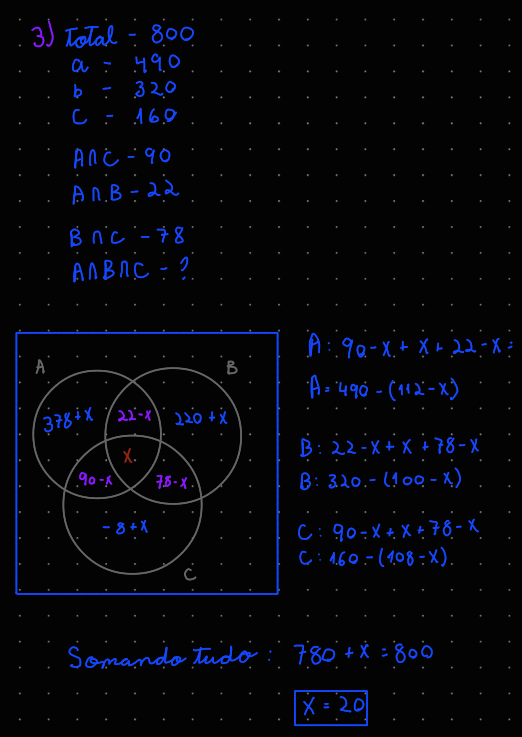 3) Total - 800
a - 490
b - 320
C - 160
A∩C - 90
A∩B - 22
B∩C - 78
A∩B∩C - ?
A
B
378+x
22-x
220+x
x
90-x
78-x
-8+x
C
A: 90-x+x+22-x=
A= 490-(112-x)
B: 22-x+x+78-x
B: 320-(100-x)
C: 90-x+x+78-x
C: 160-(168-x)
Somando tudo: 780+x=800
x = 20